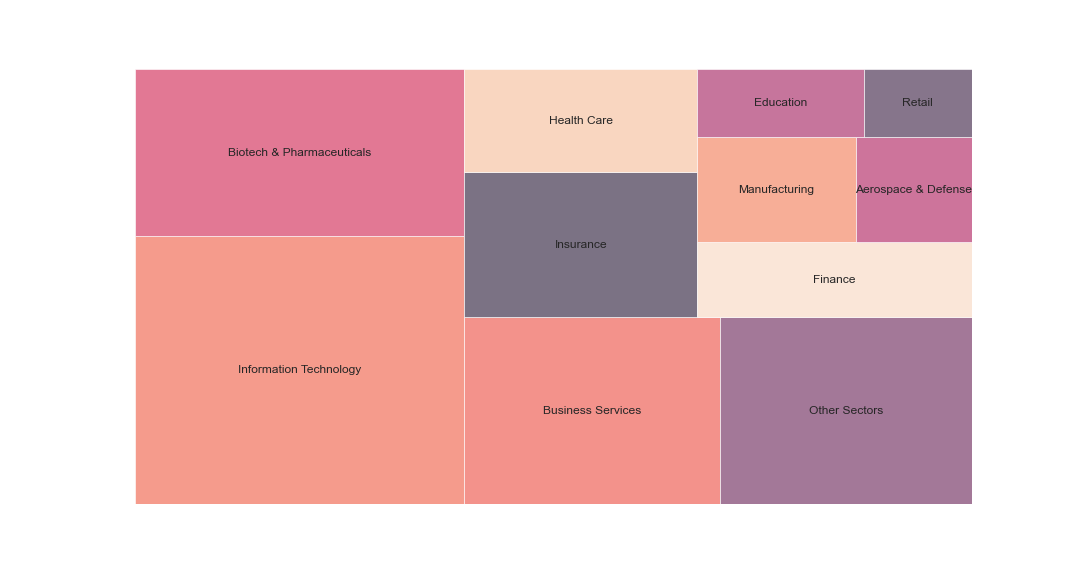 Education
Retail
Health Care
Biotech & Pharmaceuticals
Manufacturing
Aerospace & Defense
Insurance
Finance
Information Technology
Business Services
Other Sectors